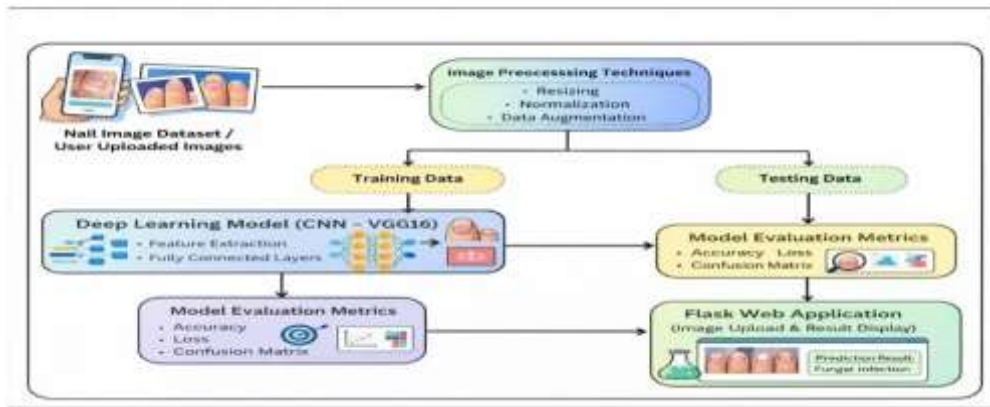 Image Preocesssing Techniques
• Resizing
• Normalization
• Data Augmentation
Nail Image Dataset /
User Uploaded Images
Training Data
Testing Data
Deep Learning Model (CNN – VGG16)
• Feature Extraction
• Fully Connected Layers
Model Evaluation Metrics
• Accuracy Loss
• Confusion Matrix
Model Evaluation Metrics
• Accuracy
• Loss
• Confusion Matrix
Flask Web Application
(Image Upload & Result Display)
Prediction Result:
Fungal Infection